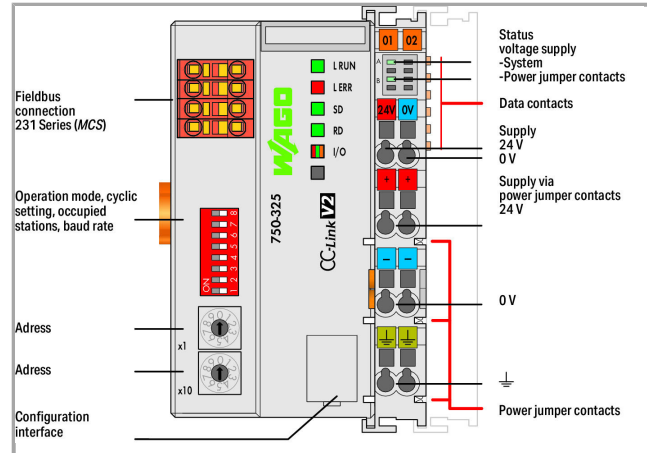 Fieldbus
connection
231 Series (MCS)
Operation mode, cyclic
setting, occupied
stations, baud rate
Adress
Adress
Configuration
interface
ON
1 2 3 4 5 6 7 8
x1
x10
WAGO
750-325
CC-Link V2
L RUN
L ERR
SD
RD
I/O
01 02
A
B
24V 0V
+ +
− −
Status
voltage supply
-System
-Power jumper contacts
Data contacts
Supply
24 V
0 V
Supply via
power jumper contacts
24 V
0 V
Power jumper contacts